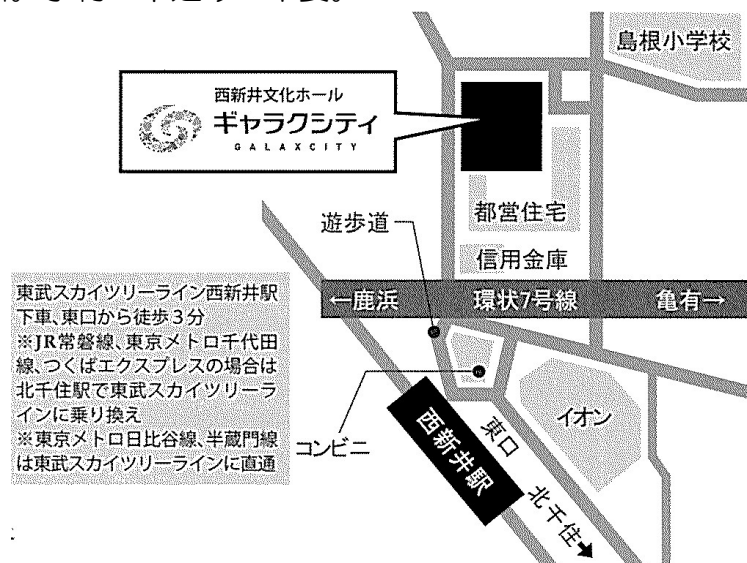 島根小学校
西新井文化ホール
ギャラクシティ
GALAXCITY
都営住宅
遊歩道
信用金庫
←鹿浜 環状7号線 亀有→
東武スカイツリーライン西新井駅
下車、東口から徒歩3分
※JR常磐線、東京メトロ千代田
線、つくばエクスプレスの場合は
北千住駅で東武スカイツリーラ
インに乗り換え
※東京メトロ日比谷線、半蔵門線
は東武スカイツリーラインに直通
コンビニ
西新井駅
東口
イオン
北千住